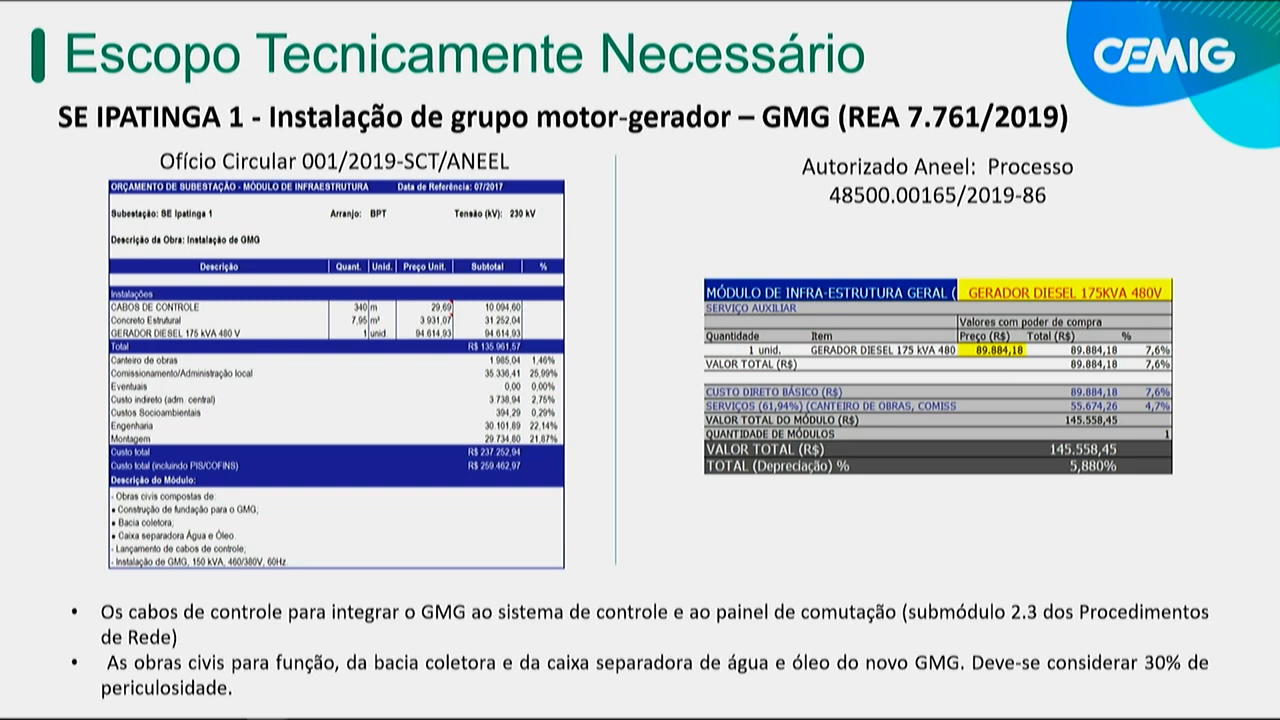 Escopo Tecnicamente Necessário
CEMIG
SE IPATINGA 1 - Instalação de grupo motor-gerador – GMG (REA 7.761/2019)
Ofício Circular 001/2019-SCT/ANEEL
ORÇAMENTO DE SUBESTAÇÃO - MÓDULO DE INFRAESTRUTURA Data de Referência: 07/2017
Subestação: SE Ipatinga 1 Arranjo: BPT Tensão (kV): 230 kV
Descrição da Obra: Instalação de GMG
Descrição Quant. Unid. Preço Unit. Subtotal %
Instalações
CABOS DE CONTROLE 340 m 29,69 10 094,60
Concreto Estrutural 7,95 m³ 3 931,07 31 252,04
GERADOR DIESEL 175 kVA 480 V 1 unid 94 614,93 94 614,93
Total R$ 135 961,57
Canteiro de obras 1 985,04 1,46%
Comissionamento/Administração local 35 336,41 25,99%
Eventuais 0,00 0,00%
Custo indireto (adm. central) 3 738,94 2,75%
Custos Socioambientais 394,29 0,29%
Engenharia 30 101,89 22,14%
Montagem 29 734,80 21,87%
Custo total R$ 237 252,94
Custo total (incluindo PIS/COFINS) R$ 259 462,97
Descrição do Módulo:
- Obras civis compostas de:
• Construção de fundação para o GMG;
• Bacia coletora;
• Caixa separadora Água e Óleo.
- Lançamento de cabos de controle;
- Instalação de GMG, 150 kVA, 460/380V, 60Hz
Autorizado Aneel: Processo
48500.00165/2019-86
MÓDULO DE INFRA-ESTRUTURA GERAL ( GERADOR DIESEL 175KVA 480V
SERVIÇO AUXILIAR
Valores com poder de compra
Quantidade Item Preço (R$) Total (R$) %
1 unid. GERADOR DIESEL 175 kVA 480 89.884,18 89.884,18 7,6%
VALOR TOTAL (R$) 89.884,18 7,6%
CUSTO DIRETO BÁSICO (R$) 89.884,18 7,6%
SERVIÇOS (61,94%) (CANTEIRO DE OBRAS, COMISS 55.674,26 4,7%
VALOR TOTAL DO MÓDULO (R$) 145.558,45
QUANTIDADE DE MÓDULOS 1
VALOR TOTAL (R$) 145.558,45
TOTAL (Depreciação) % 5,880%
• Os cabos de controle para integrar o GMG ao sistema de controle e ao painel de comutação (submódulo 2.3 dos Procedimentos
de Rede)
• As obras civis para função, da bacia coletora e da caixa separadora de água e óleo do novo GMG. Deve-se considerar 30% de
periculosidade.